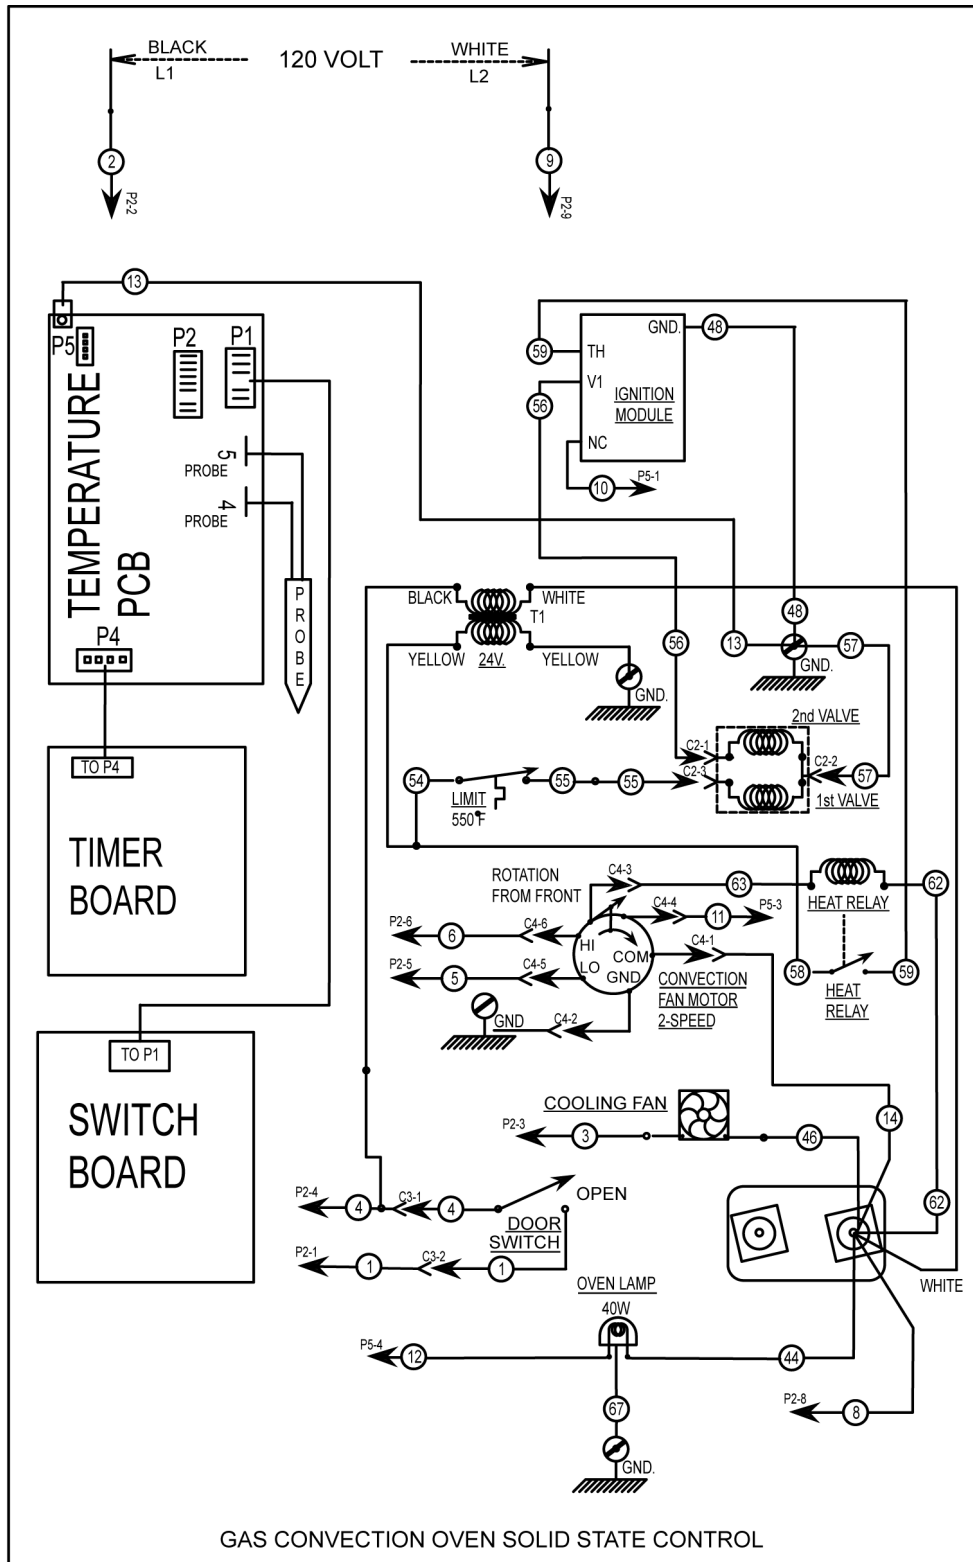 BLACK
L1
120 VOLT
WHITE
L2
2
9
P2-2
P2-9
13
P5
P2
P1
TEMPERATURE
PCB
5
PROBE
4
PROBE
PROBE
P4
59
GND.
48
TH
V1
56
IGNITION
MODULE
NC
10
P5-1
BLACK
WHITE
T1
YELLOW
24V.
YELLOW
GND.
48
56
13
57
GND.
2nd VALVE
C2-1
C2-3
C2-2
57
1st VALVE
54
LIMIT
550°F
55
55
TO P4
TIMER
BOARD
ROTATION
FROM FRONT
C4-3
63
62
HEAT RELAY
C4-4
11
P5-3
P2-6
6
C4-6
HI
LO
COM
GND
C4-1
P2-5
5
C4-5
58
59
CONVECTION
FAN MOTOR
2-SPEED
HEAT
RELAY
GND
C4-2
TO P1
SWITCH
BOARD
COOLING FAN
P2-3
3
46
14
P2-4
4
C3-1
4
OPEN
DOOR
SWITCH
62
P2-1
1
C3-2
1
WHITE
OVEN LAMP
40W
P5-4
12
44
P2-8
8
67
GND.
GAS CONVECTION OVEN SOLID STATE CONTROL